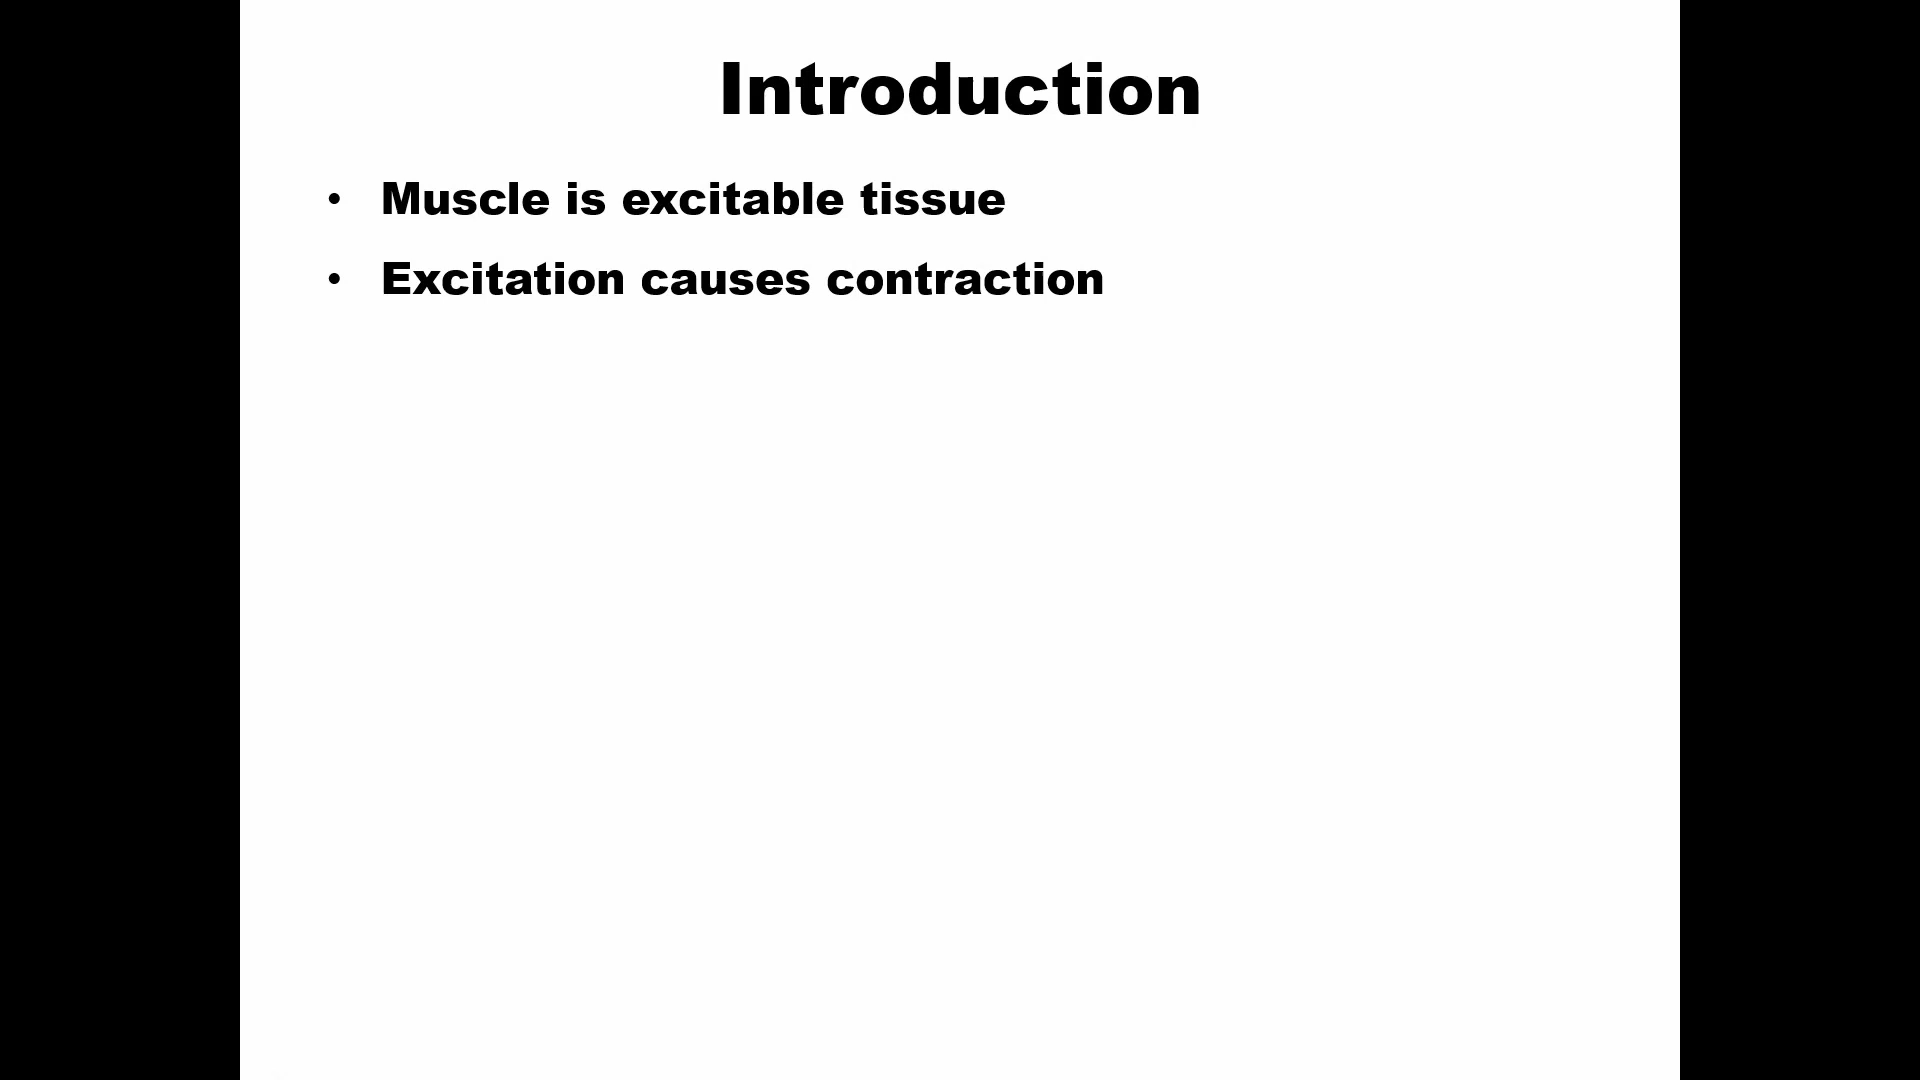 Introduction
• Muscle is excitable tissue
• Excitation causes contraction